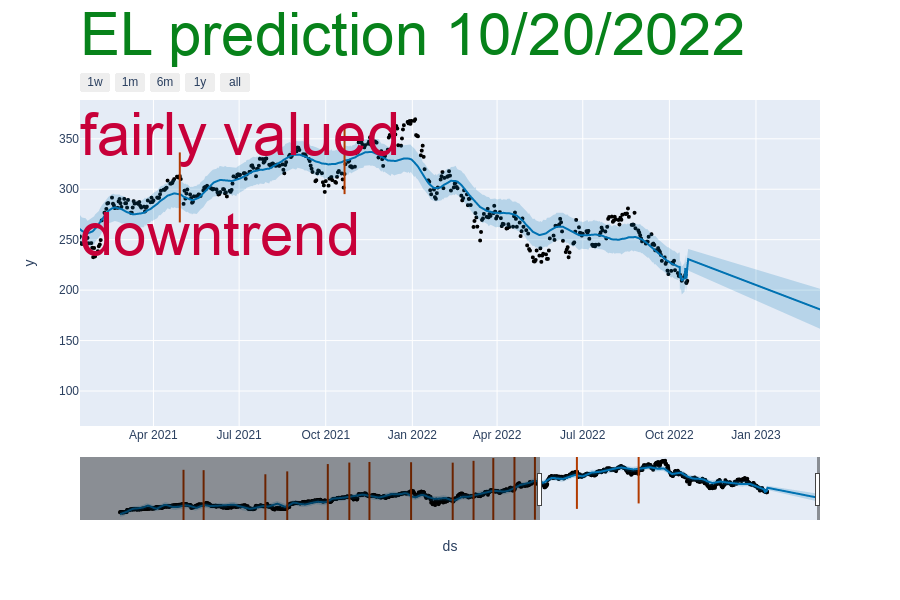 EL prediction 10/20/2022
1w 1m 6m 1y all
fairly valued
downtrend
350
300
250
200
150
100
y
Apr 2021 Jul 2021 Oct 2021 Jan 2022 Apr 2022 Jul 2022 Oct 2022 Jan 2023
ds